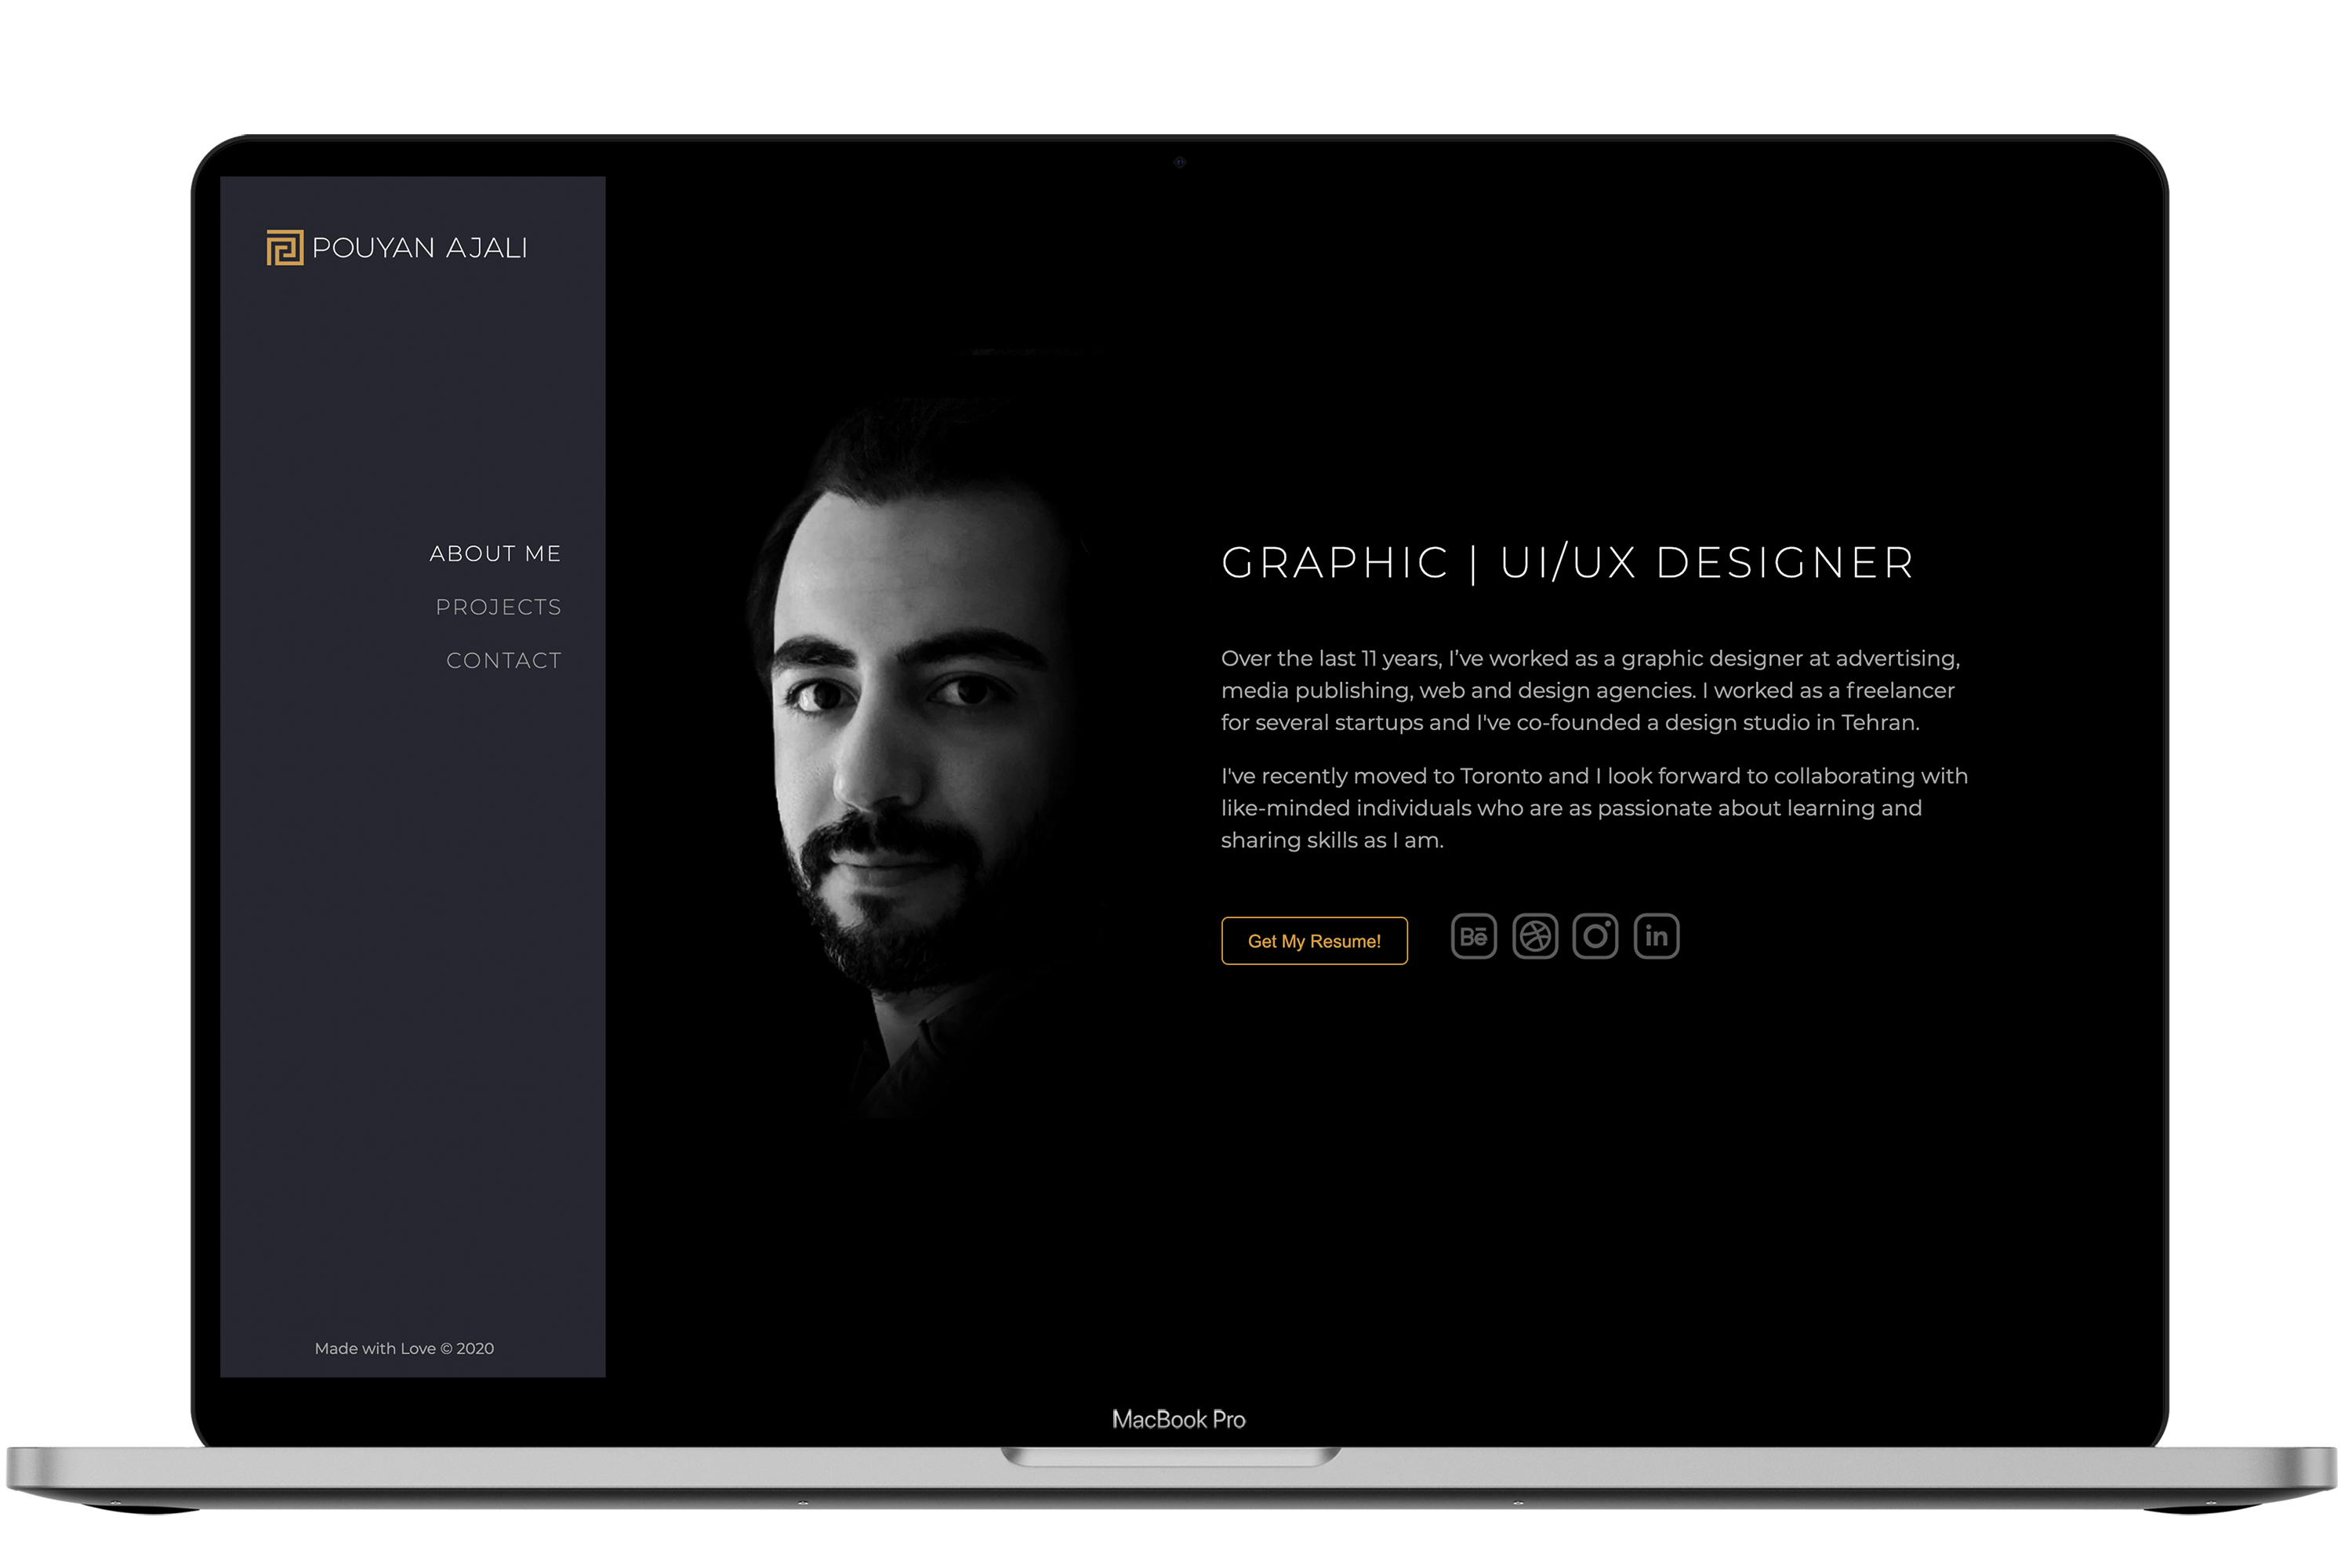 POUYAN AJALI
ABOUT ME
PROJECTS
CONTACT
Made with Love © 2020
GRAPHIC | UI/UX DESIGNER
Over the last 11 years, I’ve worked as a graphic designer at advertising,
media publishing, web and design agencies. I worked as a freelancer
for several startups and I've co-founded a design studio in Tehran.
I've recently moved to Toronto and I look forward to collaborating with
like-minded individuals who are as passionate about learning and
sharing skills as I am.
Get My Resume!
Bē
in
MacBook Pro